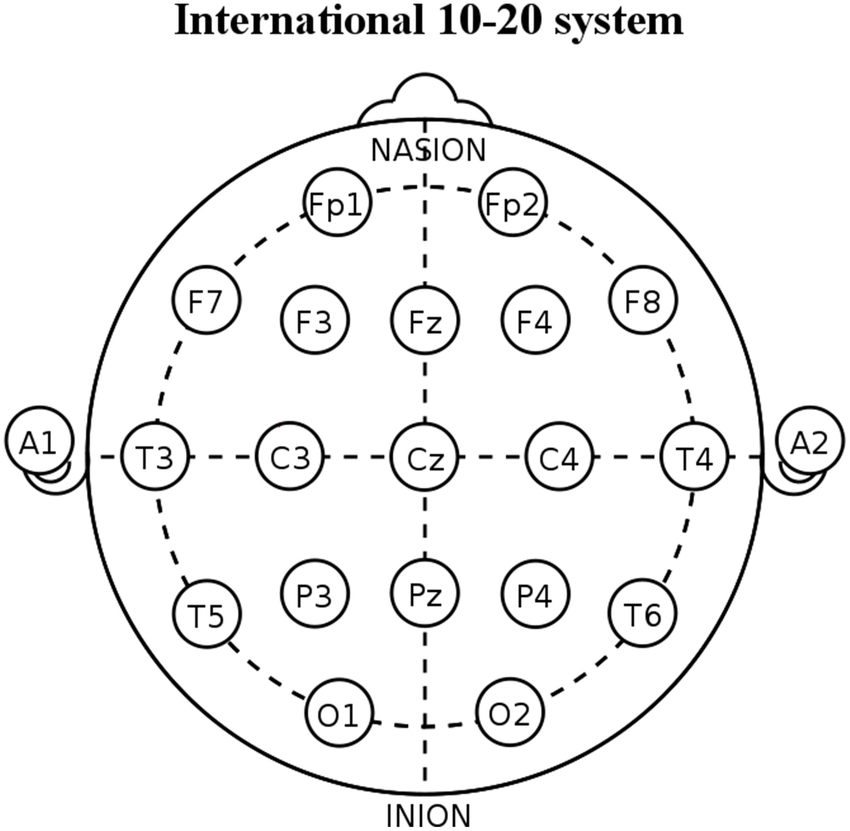 International 10-20 system
NASION
Fp1 Fp2
F7 F3 Fz F4 F8
A1 T3 C3 Cz C4 T4 A2
T5 P3 Pz P4 T6
O1 O2
INION